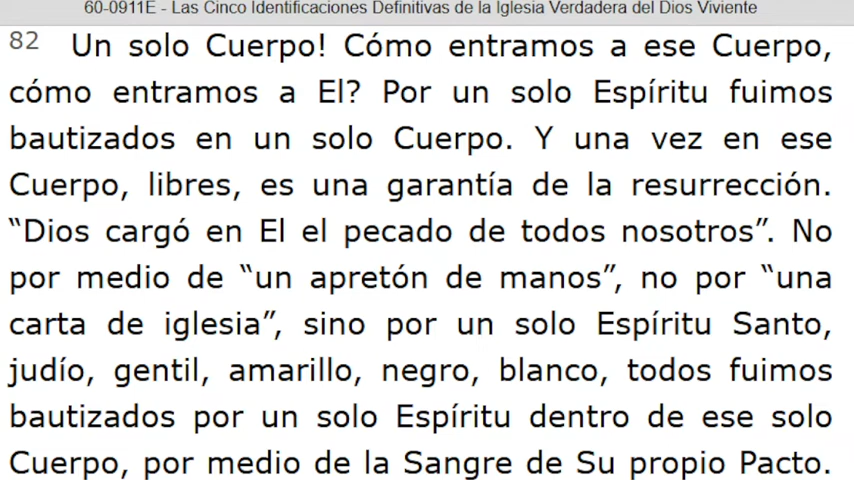 60-0911E - Las Cinco Identificaciones Definitivas de la Iglesia Verdadera del Dios Viviente
82 Un solo Cuerpo! Cómo entramos a ese Cuerpo,
cómo entramos a El? Por un solo Espíritu fuimos
bautizados en un solo Cuerpo. Y una vez en ese
Cuerpo, libres, es una garantía de la resurrección.
“Dios cargó en El el pecado de todos nosotros”. No
por medio de “un apretón de manos”, no por “una
carta de iglesia”, sino por un solo Espíritu Santo,
judío, gentil, amarillo, negro, blanco, todos fuimos
bautizados por un solo Espíritu dentro de ese solo
Cuerpo, por medio de la Sangre de Su propio Pacto.